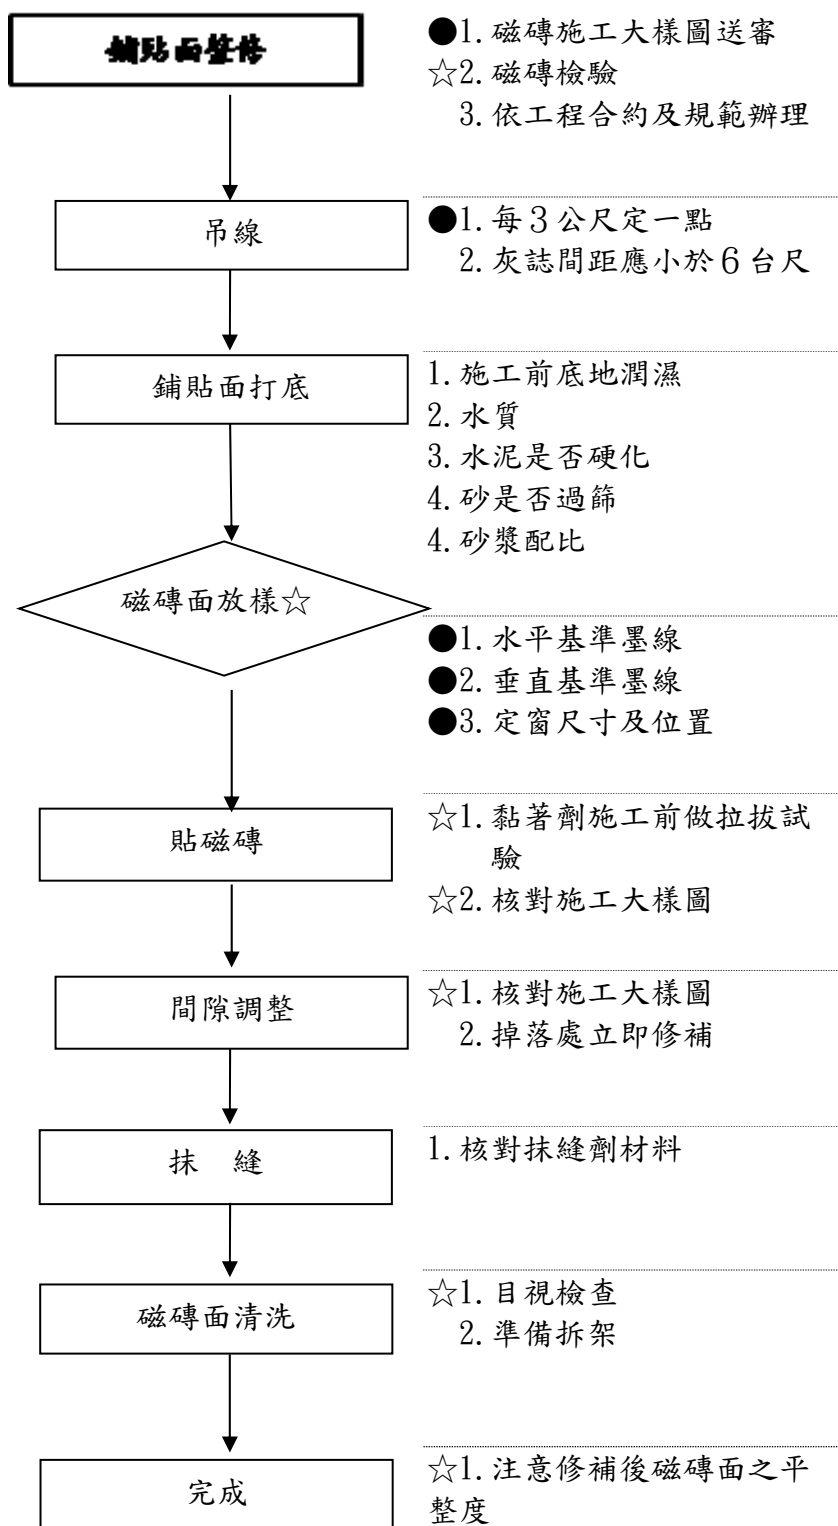 鋪貼面整修
●1.磁磚施工大樣圖送審
☆2.磁磚檢驗
3.依工程合約及規範辦理
吊線
●1.每3公尺定一點
2.灰誌間距應小於6台尺
鋪貼面打底
1.施工前底地潤濕
2.水質
3.水泥是否硬化
4.砂是否過篩
4.砂漿配比
磁磚面放樣☆
●1.水平基準墨線
●2.垂直基準墨線
●3.定窗尺寸及位置
貼磁磚
☆1.黏著劑施工前做拉拔試
驗
☆2.核對施工大樣圖
間隙調整
☆1.核對施工大樣圖
2.掉落處立即修補
抹　縫
1.核對抹縫劑材料
磁磚面清洗
☆1.目視檢查
2.準備拆架
完成
☆1.注意修補後磁磚面之平
整度